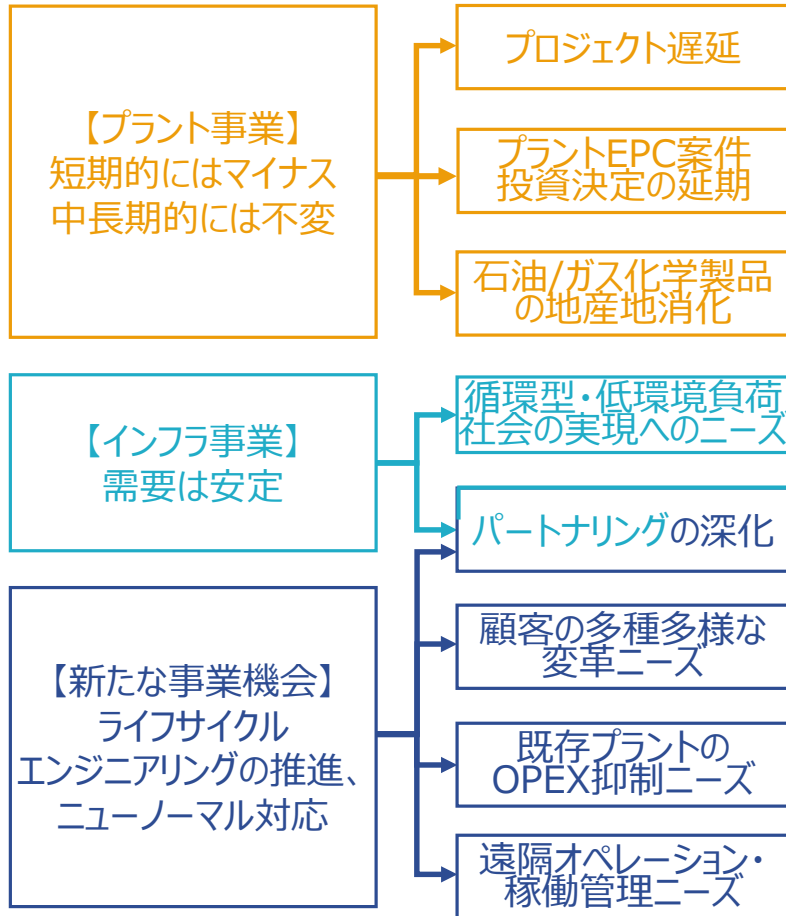 【プラント事業】
短期的にはマイナス
中長期的には不変
プロジェクト遅延
プラントEPC案件
投資決定の延期
石油/ガス化学製品
の地産地消化
【インフラ事業】
需要は安定
循環型・低環境負荷
社会の実現へのニーズ
パートナリングの深化
【新たな事業機会】
ライフサイクル
エンジニアリングの推進、
ニューノーマル対応
顧客の多種多様な
変革ニーズ
既存プラントの
OPEX抑制ニーズ
遠隔オペレーション・
稼働管理ニーズ